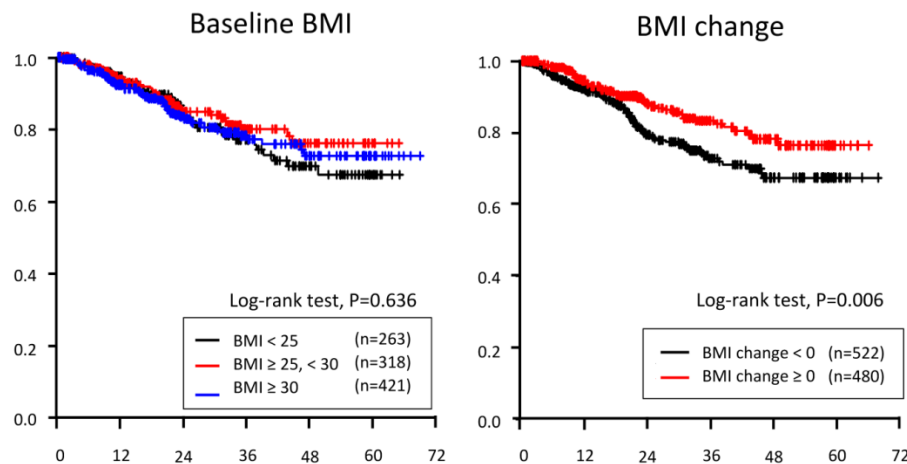 Baseline BMI
1.0
0.8
0.6
0.4
0.2
0.0
Log-rank test, P=0.636
BMI < 25 (n=263)
BMI ≥ 25, < 30 (n=318)
BMI ≥ 30 (n=421)
0 12 24 36 48 60 72
BMI change
1.0
0.8
0.6
0.4
0.2
0.0
Log-rank test, P=0.006
BMI change < 0 (n=522)
BMI change ≥ 0 (n=480)
0 12 24 36 48 60 72